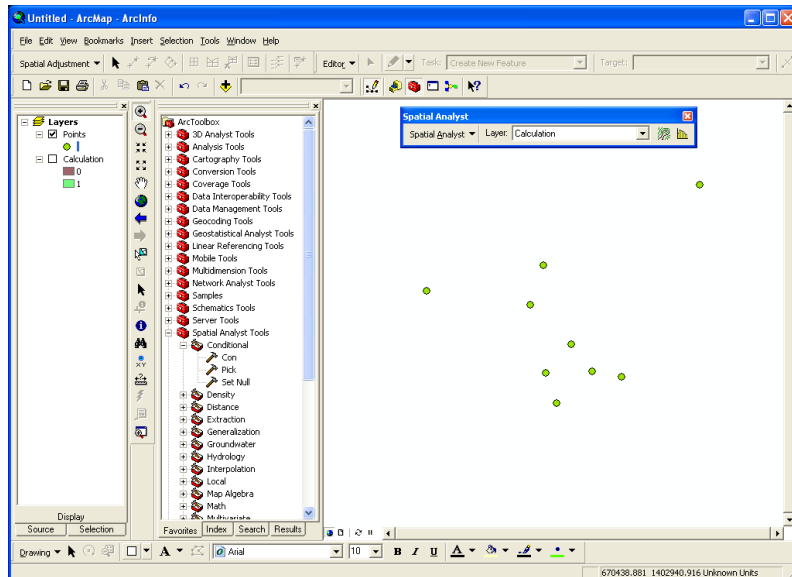 Untitled - ArcMap - ArcInfo
File Edit View Bookmarks Insert Selection Tools Window Help
Spatial Adjustment Editor Task: Create New Feature Target:
Layers
Points
Calculation
0
1
Display
Source Selection
ArcToolbox
3D Analyst Tools
Analysis Tools
Cartography Tools
Conversion Tools
Coverage Tools
Data Interoperability Tools
Data Management Tools
Geocoding Tools
Geostatistical Analyst Tools
Linear Referencing Tools
Mobile Tools
Multidimension Tools
Network Analyst Tools
Samples
Schematics Tools
Server Tools
Spatial Analyst Tools
Conditional
Con
Pick
Set Null
Density
Distance
Extraction
Generalization
Groundwater
Hydrology
Interpolation
Local
Map Algebra
Math
Multivariate
Favorites Index Search Results
Spatial Analyst
Spatial Analyst Layer: Calculation
XY
Drawing A Arial 10 B I U A
670438.881 1402940.916 Unknown Units